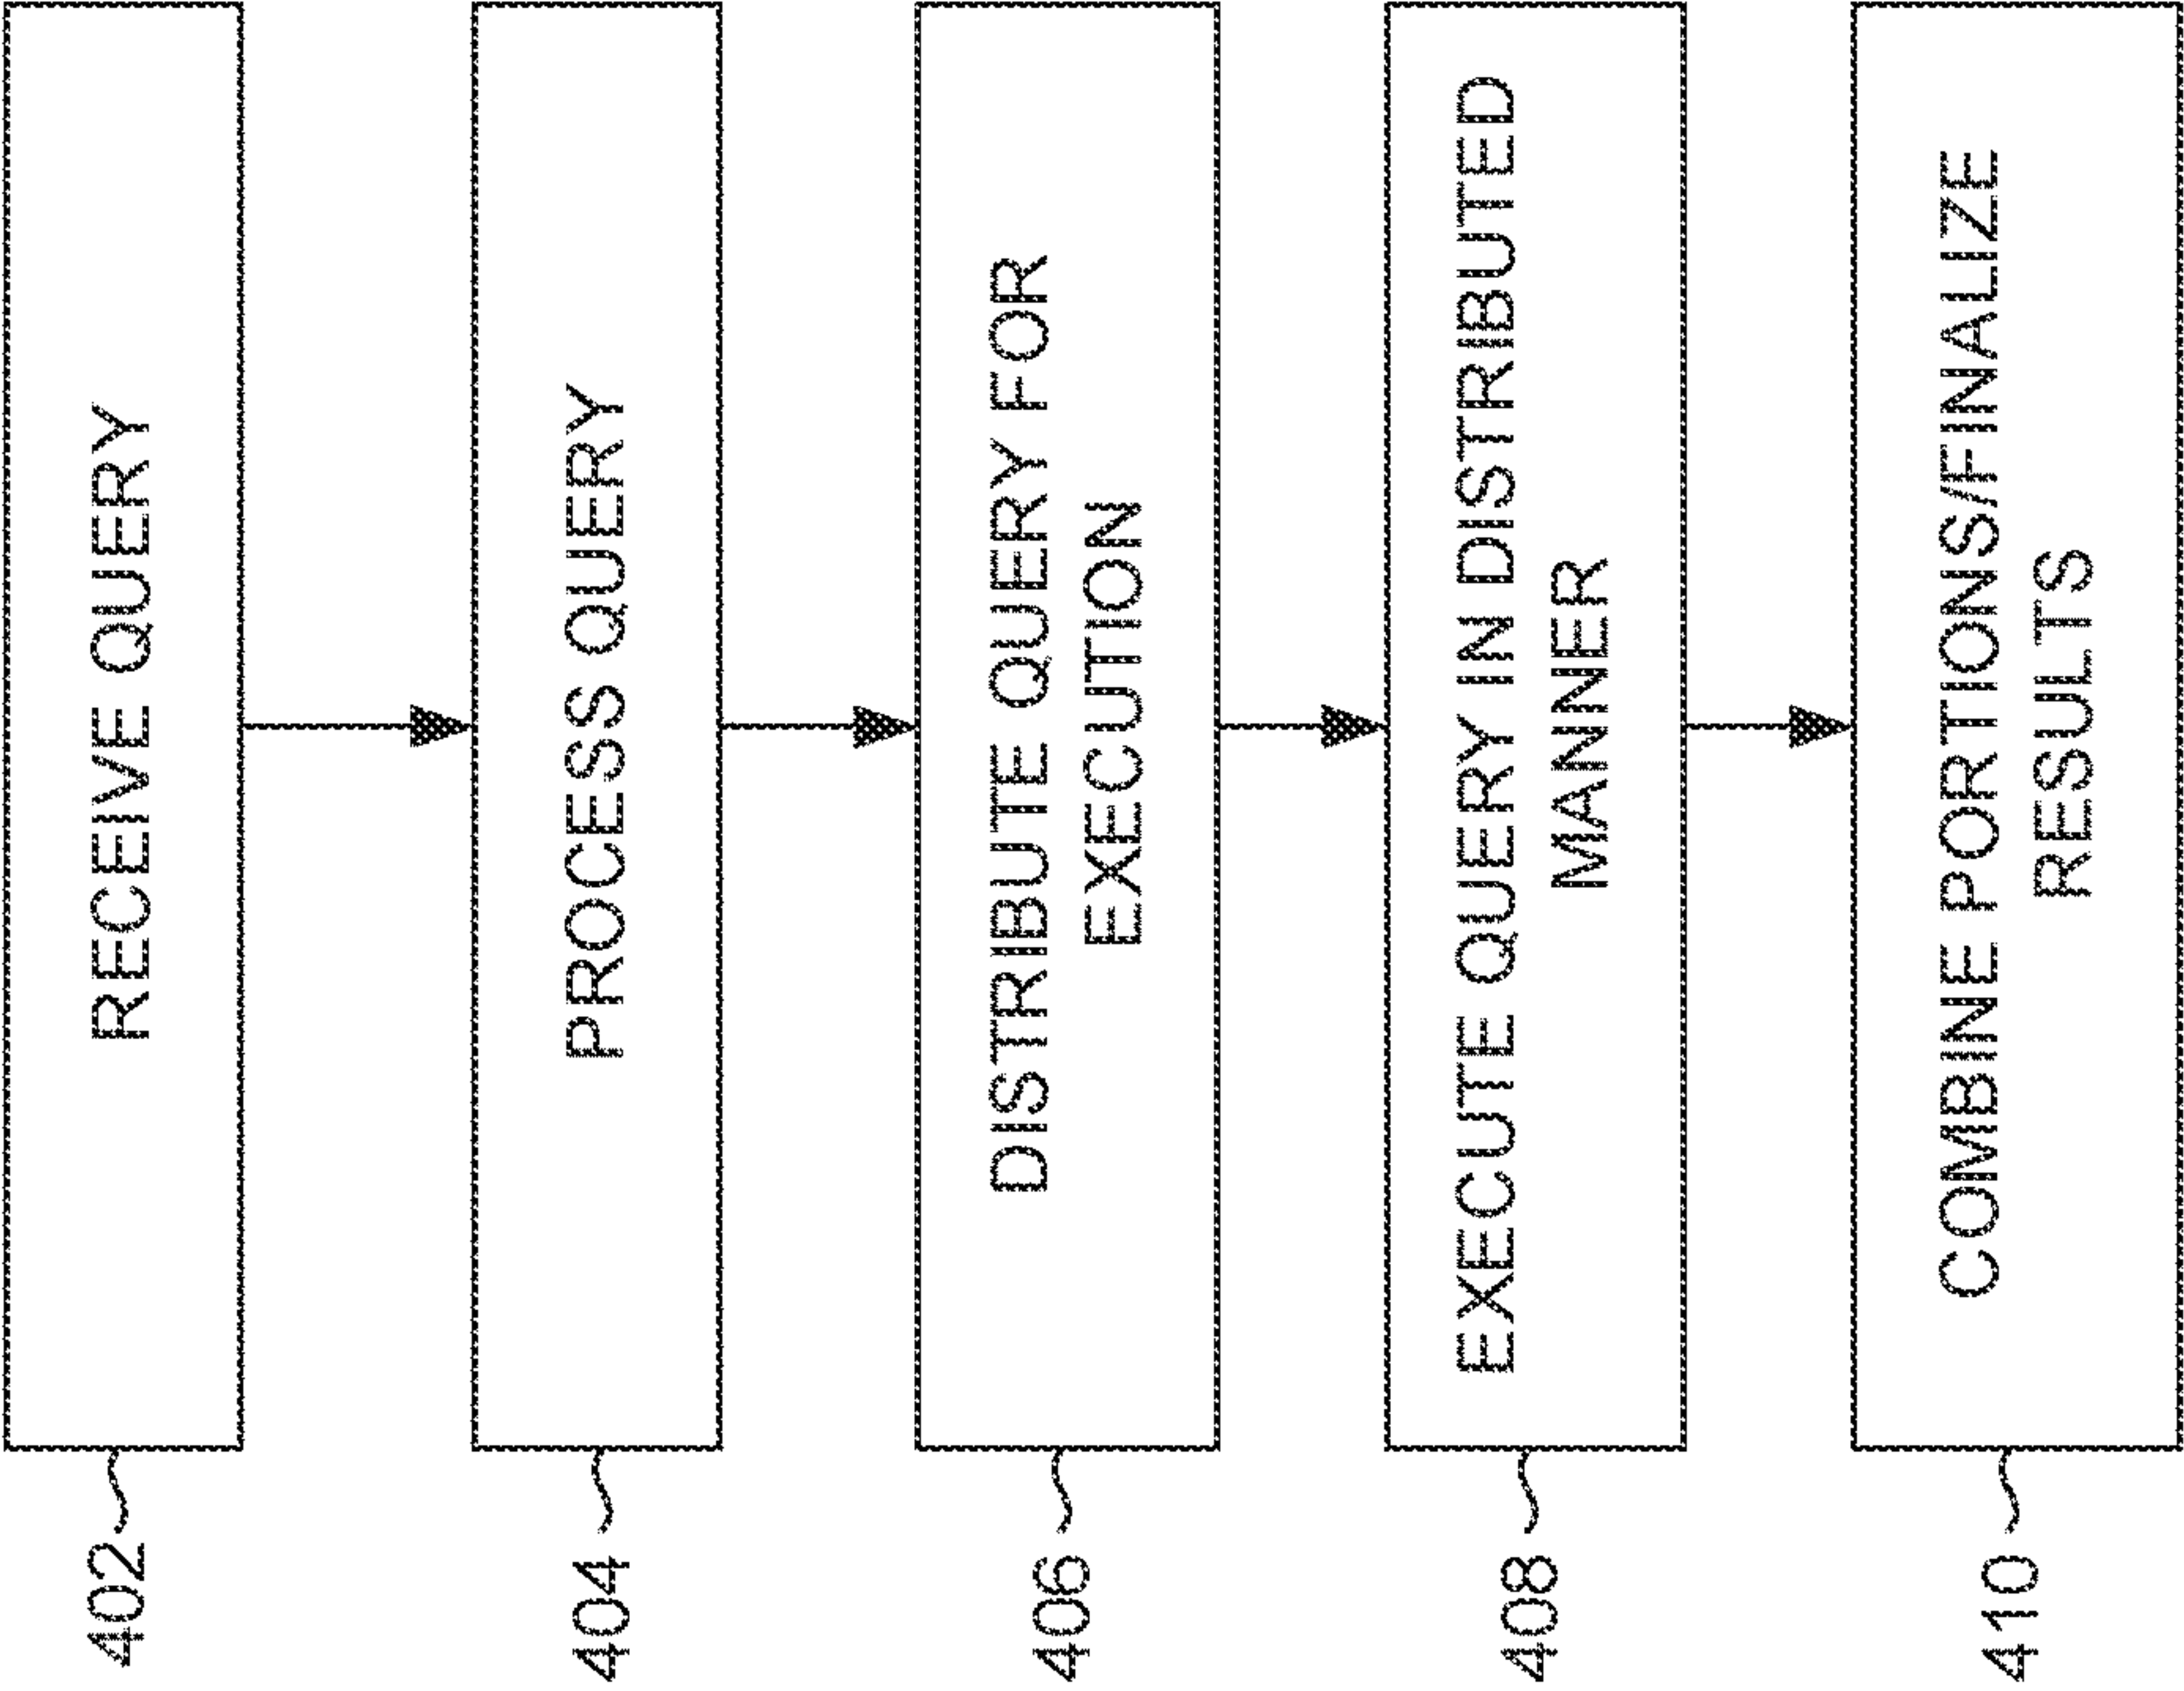 402
RECEIVE QUERY
404
PROCESS QUERY
406
DISTRIBUTE QUERY FOR
EXECUTION
408
EXECUTE QUERY IN DISTRIBUTED
MANNER
410
COMBINE PORTIONS/FINALIZE
RESULTS